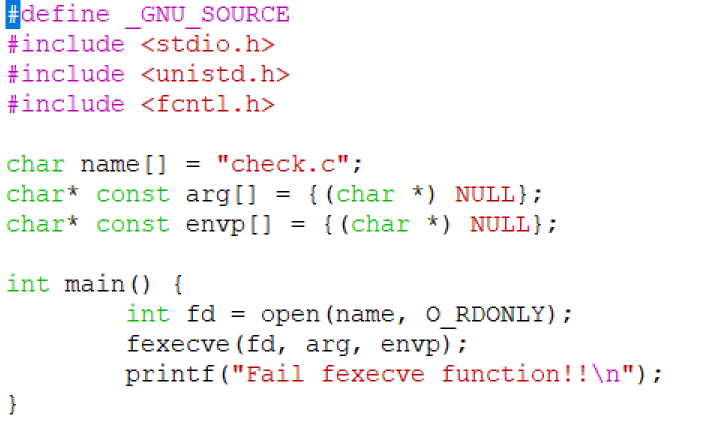 #define _GNU_SOURCE
#include <stdio.h>
#include <unistd.h>
#include <fcntl.h>

char name[] = "check.c";
char* const arg[] = {(char *) NULL};
char* const envp[] = {(char *) NULL};

int main() {
        int fd = open(name, O_RDONLY);
        fexecve(fd, arg, envp);
        printf("Fail fexecve function!!\n");
}